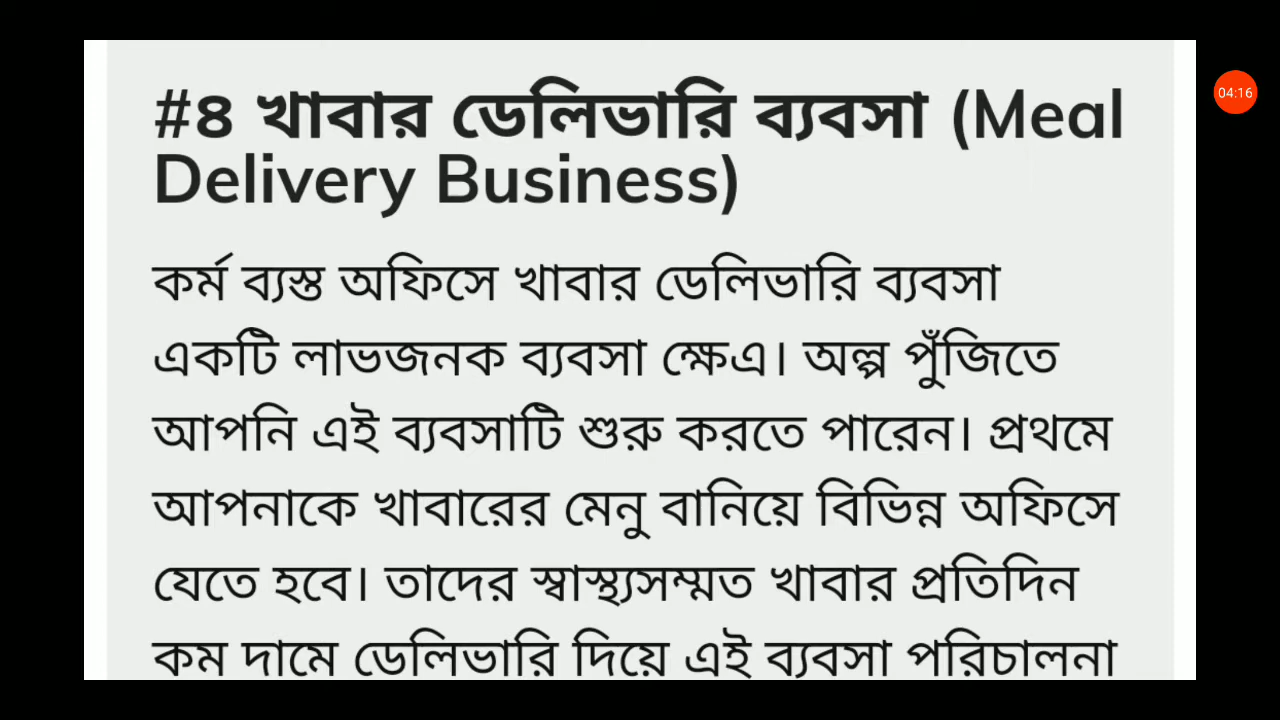 #৪ খাবার ডেলিভারি ব্যবসা (Meal
Delivery Business)
কর্ম ব্যস্ত অফিসে খাবার ডেলিভারি ব্যবসা
একটি লাভজনক ব্যবসা ক্ষেএ। অল্প পুঁজিতে
আপনি এই ব্যবসাটি শুরু করতে পারেন। প্রথমে
আপনাকে খাবারের মেনু বানিয়ে বিভিন্ন অফিসে
যেতে হবে। তাদের স্বাস্থ্যসম্মত খাবার প্রতিদিন
কম দামে ডেলিভারি দিয়ে এই ব্যবসা পরিচালনা
04:16